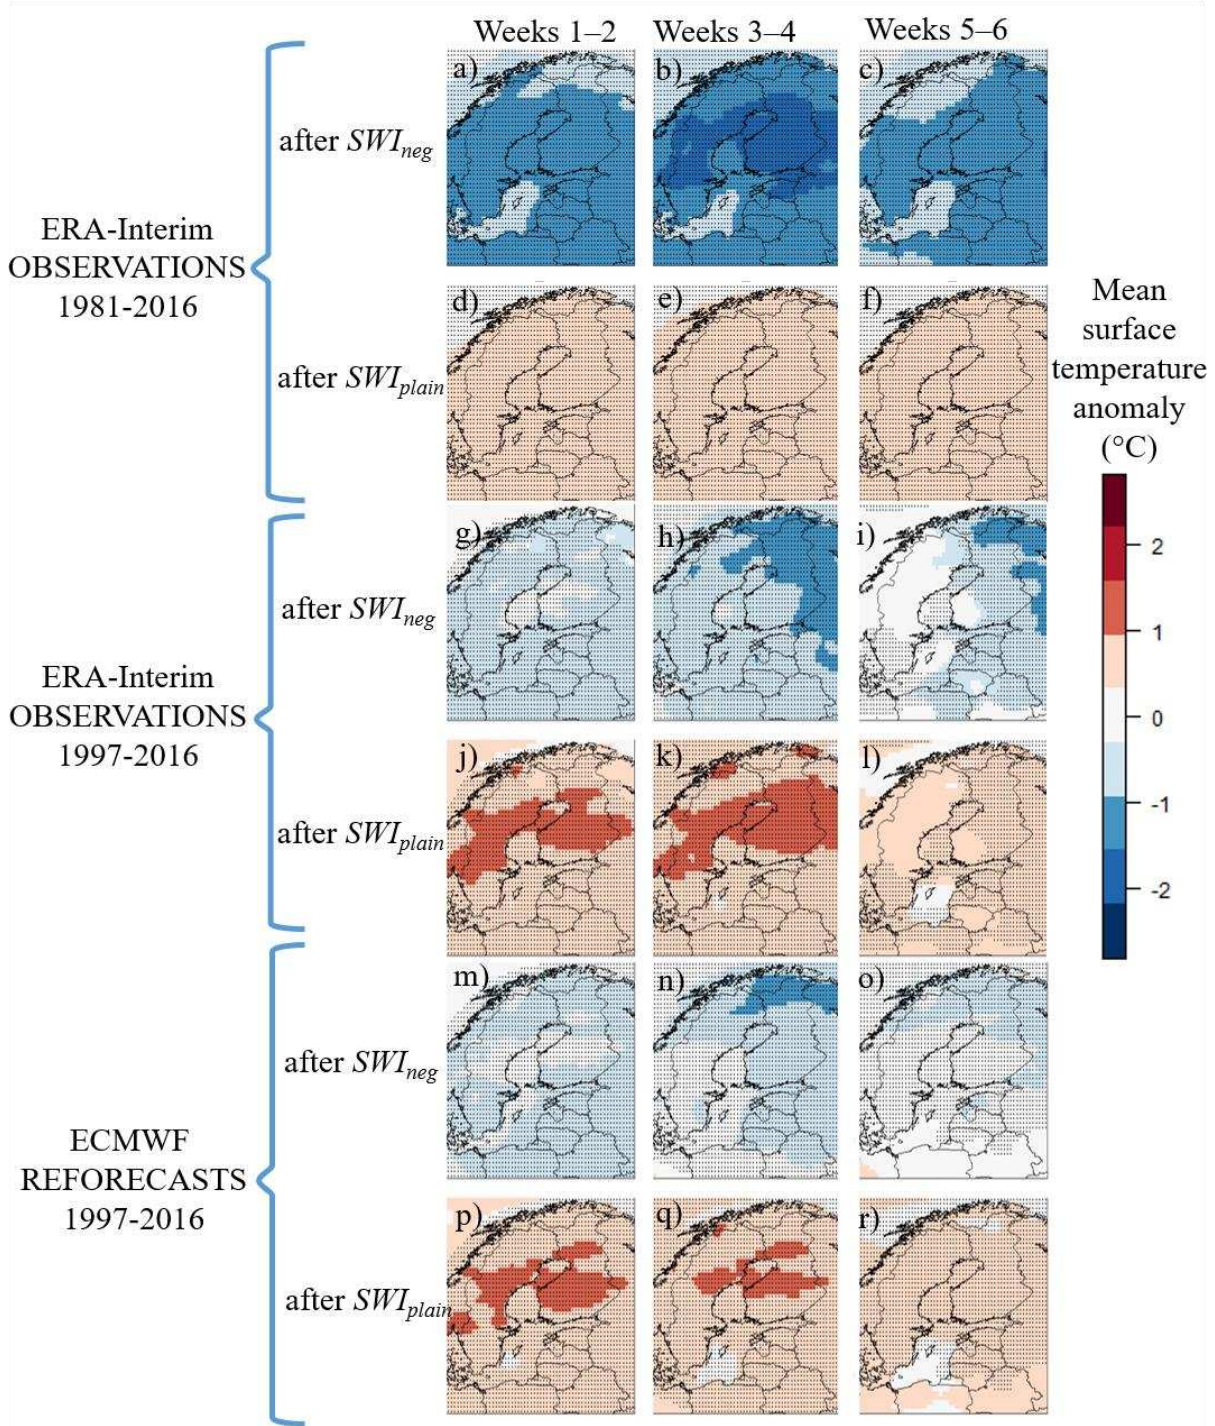 Weeks 1–2 Weeks 3–4 Weeks 5–6
a) b) c)
after SWIneg
ERA-Interim
OBSERVATIONS
1981-2016
d) e) f)
after SWIplain
Mean
surface
temperature
anomaly
(°C)
2
1
0
-1
-2
g) h) i)
after SWIneg
ERA-Interim
OBSERVATIONS
1997-2016
j) k) l)
after SWIplain
m) n) o)
after SWIneg
ECMWF
REFORECASTS
1997-2016
p) q) r)
after SWIplain